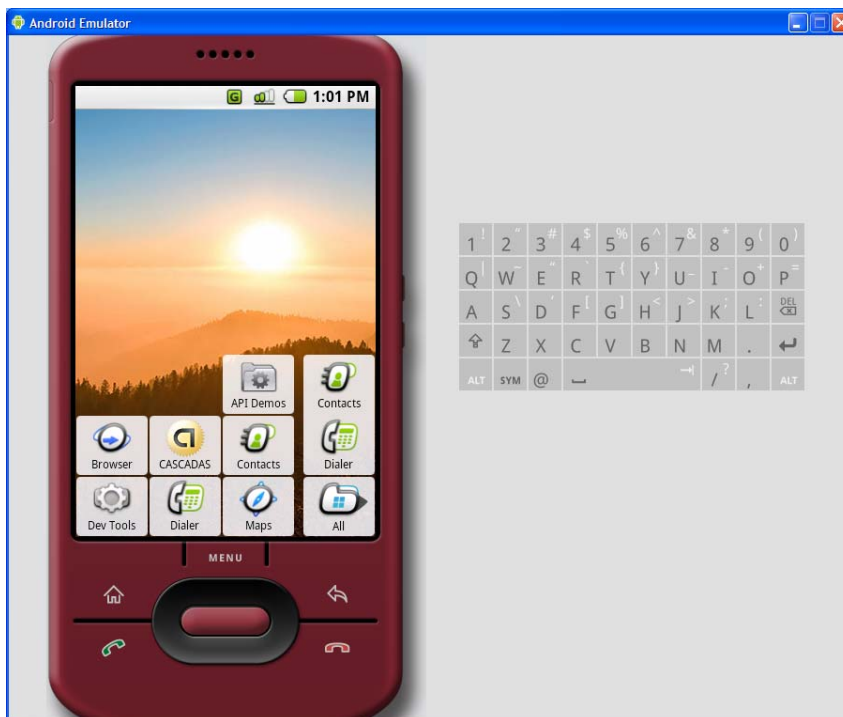 Android Emulator
1:01 PM
API Demos
Contacts
Browser
CASCADAS
Contacts
Dialer
Dev Tools
Dialer
Maps
All
MENU
1 ! 2 " 3 # 4 $ 5 % 6 ^ 7 & 8 * 9 ( 0 )
Q | W ~ E " R ` T { Y } U _ I - O + P =
A S \ D ' F [ G ] H < J > K ; L : DEL
Z X C V B N M .
ALT SYM @ / ? , ALT